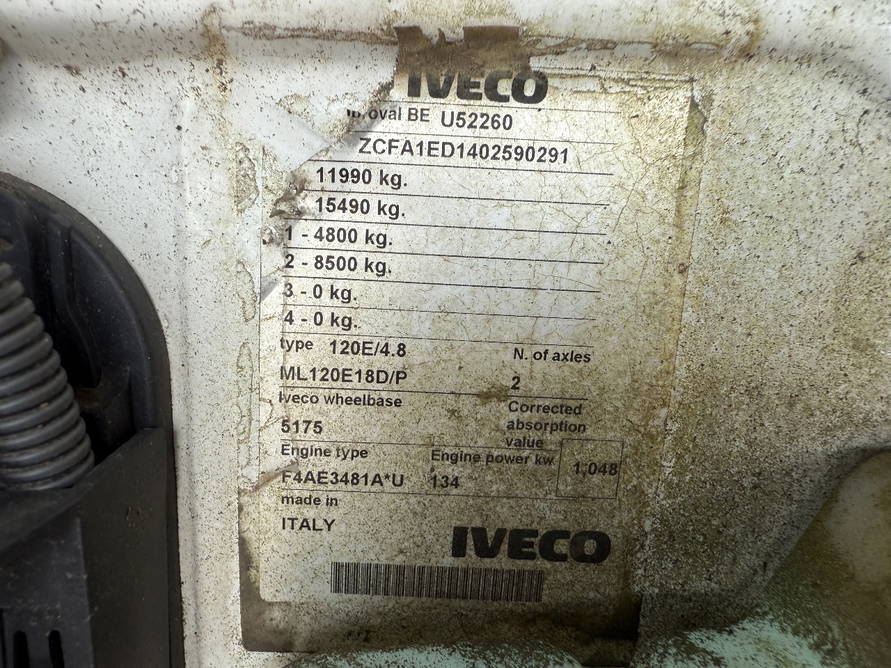 IVECO
roval BE U52260
ZCFA1ED1402590291
11990 kg.
15490 kg.
1 - 4800 kg.
2 - 8500 kg.
3 - 0 kg.
4 - 0 kg.
type 120E/4.8 N. of axles
ML120E18D/P 2
Iveco wheelbase Corrected
absorption
5175 value
Engine type Engine power kw 1,048
F4AE3481A*U 134
made in
ITALY
IVECO